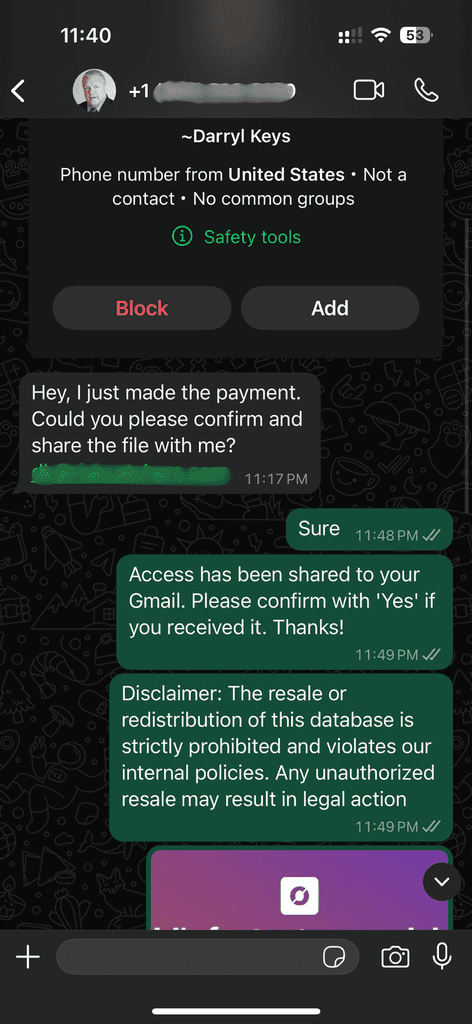 11:40
53
+1
~Darryl Keys
Phone number from United States • Not a
contact • No common groups
Safety tools
Block
Add
Hey, I just made the payment.
Could you please confirm and
share the file with me?
11:17 PM
Sure
11:48 PM
Access has been shared to your
Gmail. Please confirm with 'Yes' if
you received it. Thanks!
11:49 PM
Disclaimer: The resale or
redistribution of this database is
strictly prohibited and violates our
internal policies. Any unauthorized
resale may result in legal action
11:49 PM